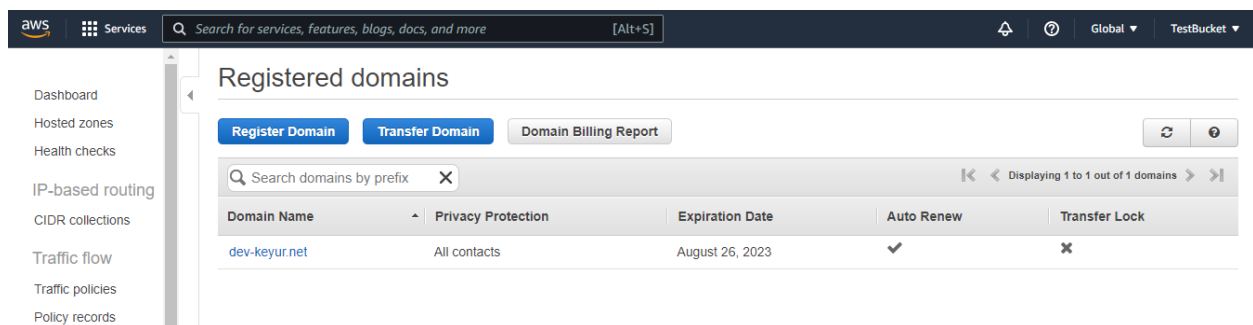 aws Services Search for services, features, blogs, docs, and more [Alt+S] Global TestBucket
Dashboard
Hosted zones
Health checks
IP-based routing
CIDR collections
Traffic flow
Traffic policies
Policy records
Registered domains
Register Domain Transfer Domain Domain Billing Report
Search domains by prefix Displaying 1 to 1 out of 1 domains
Domain Name Privacy Protection Expiration Date Auto Renew Transfer Lock
dev-keyur.net All contacts August 26, 2023